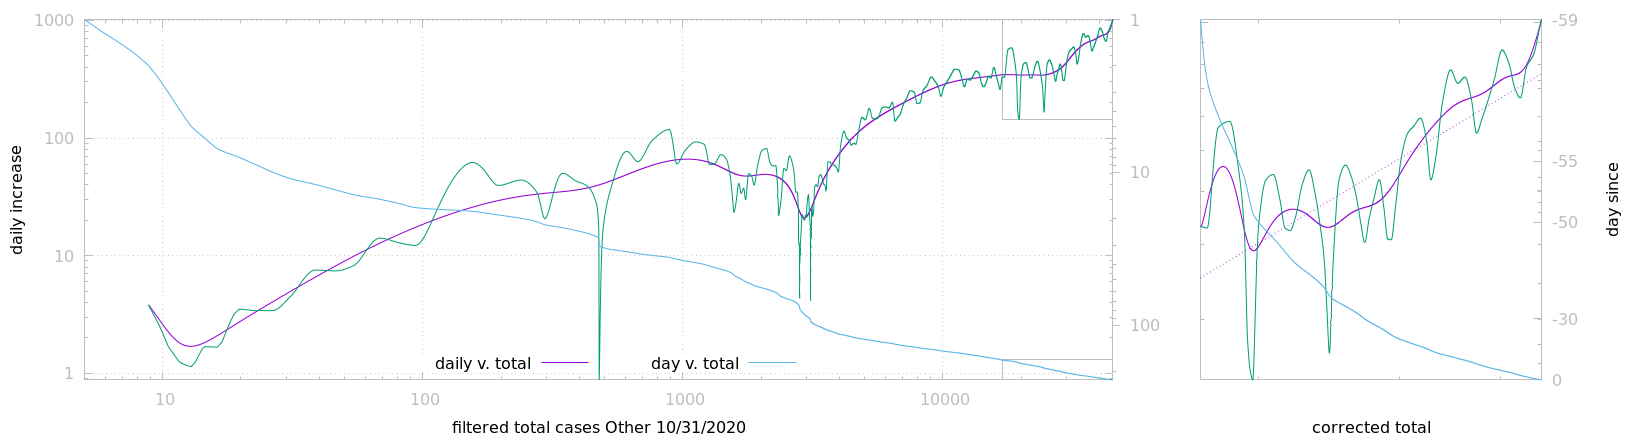 1000
100
10
1
daily increase
10
100
1000
10000
filtered total cases Other 10/31/2020
daily v. total
day v. total
1
10
100
-59
-55
-50
-30
0
day since
corrected total